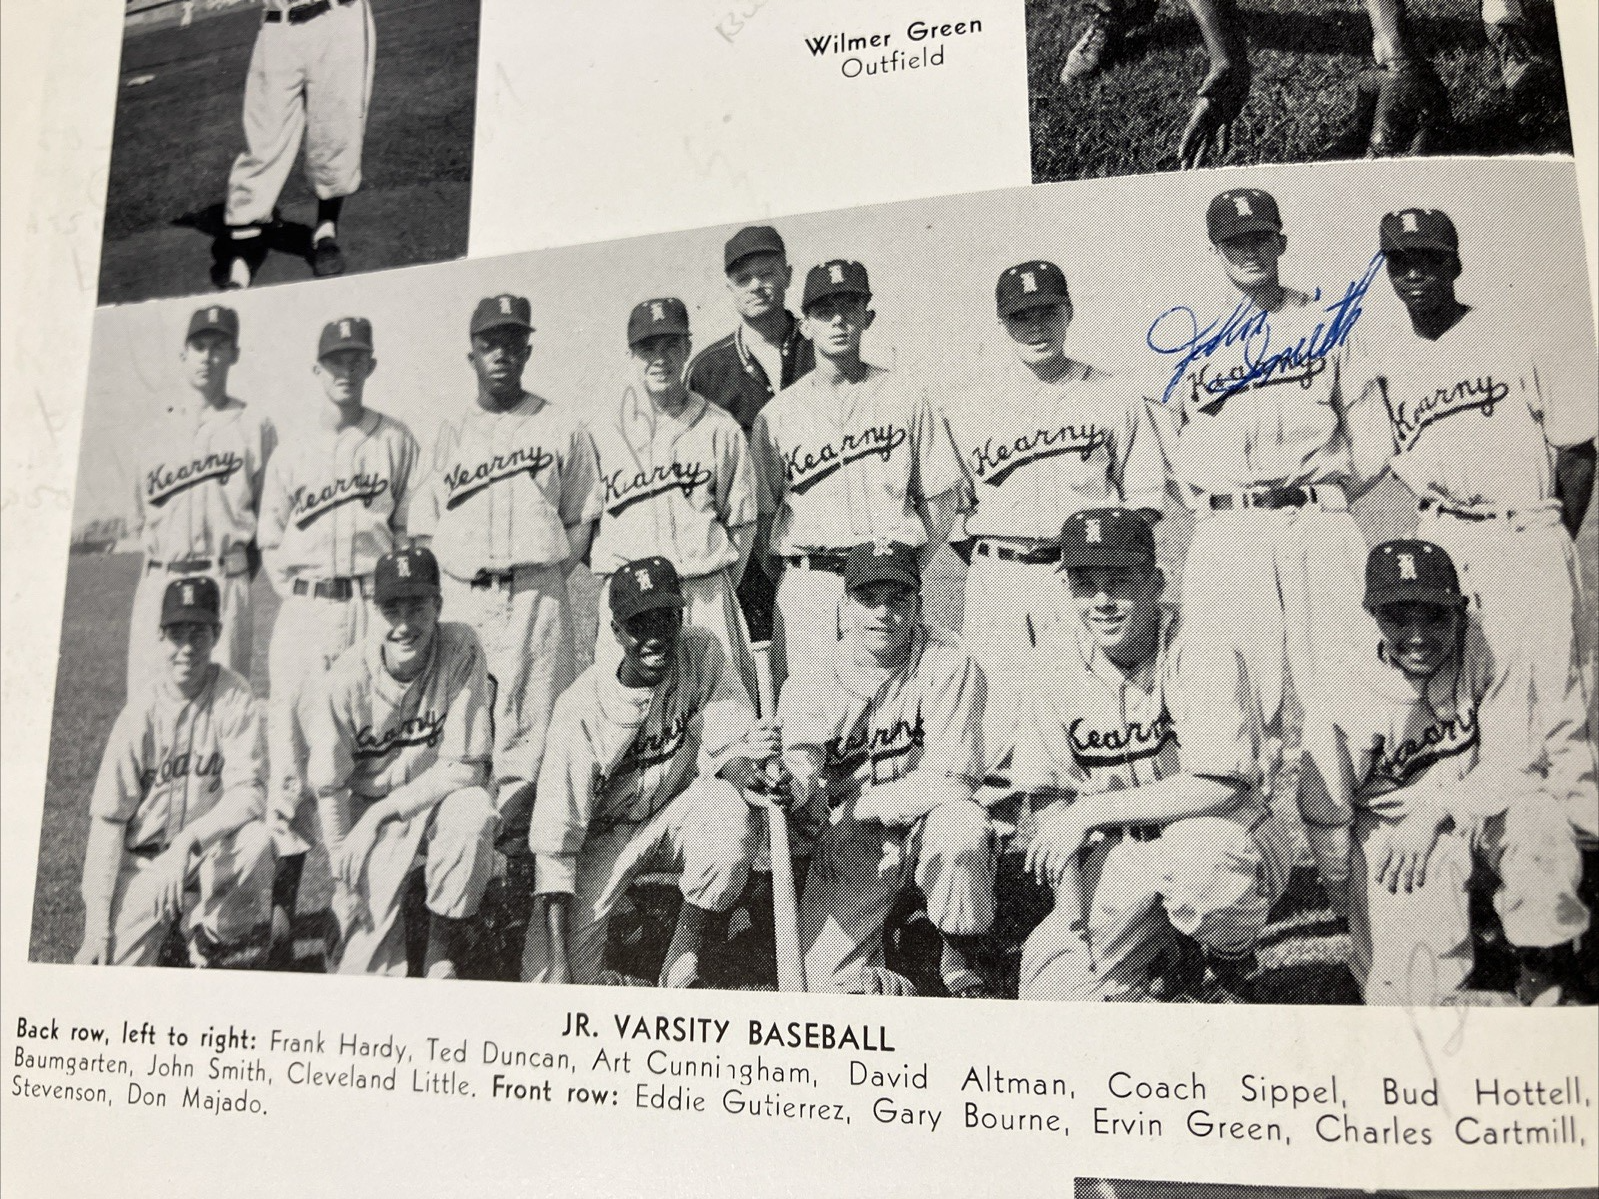 Wilmer Green
Outfield
John
Smith
Kearny
Kearny
Kearny
Kearny
Kearny
Kearny
Kearny
Kearny
JR. VARSITY BASEBALL
Back row, left to right: Frank Hardy, Ted Duncan, Art Cunningham, David Altman, Coach Sippel, Bud Hottell,
Baumgarten, John Smith, Cleveland Little. Front row: Eddie Gutierrez, Gary Bourne, Ervin Green, Charles Cartmill,
Stevenson, Don Majado.